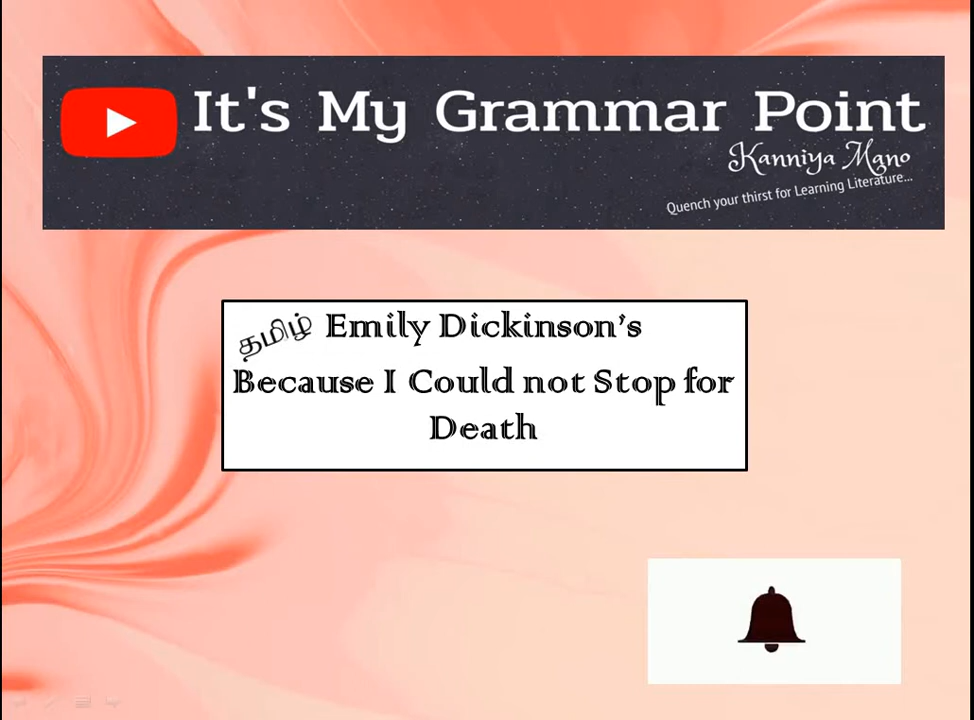 It's My Grammar Point
Kanniya Mano
Quench your thirst for Learning Literature...
தமிழ் Emily Dickinson's
Because I Could not Stop for
Death